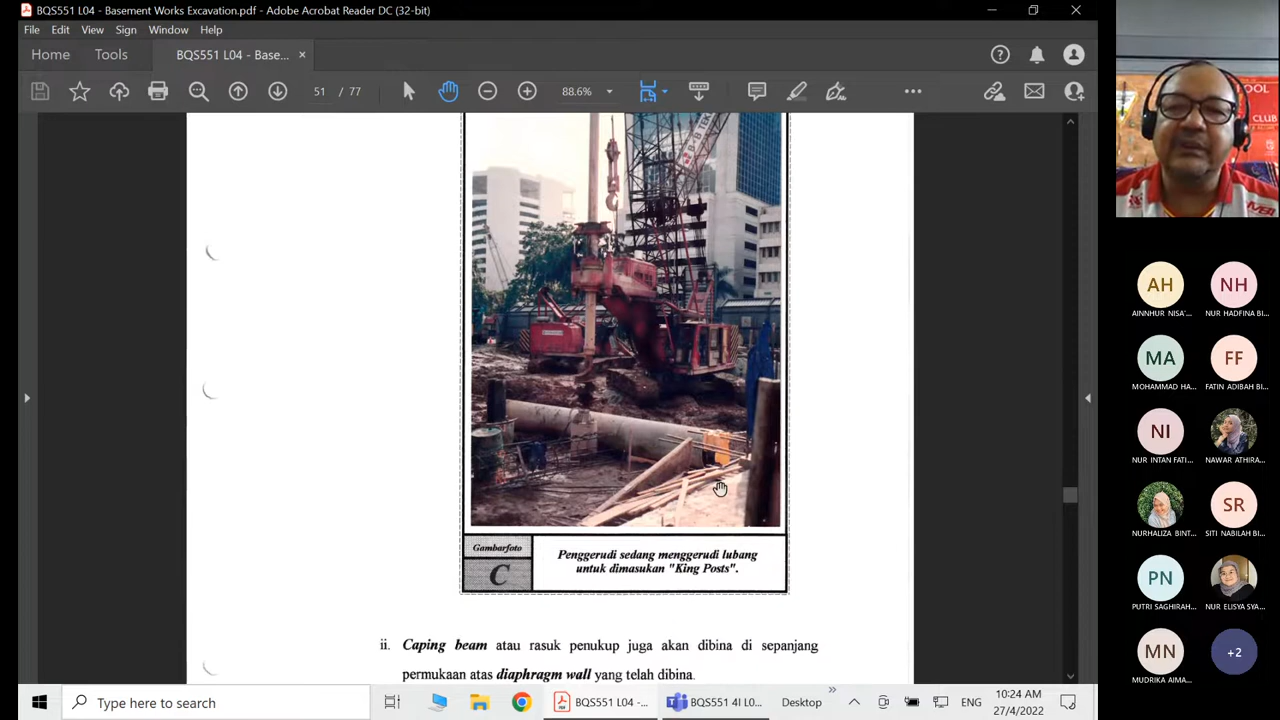 BQS551 L04 - Basement Works Excavation.pdf - Adobe Acrobat Reader DC (32-bit)
File Edit View Sign Window Help
Home Tools BQS551 L04 - Base... ×
51 / 77 88.6%
Gambarfoto
C
Penggerudi sedang menggerudi lubang
untuk dimasukan "King Posts".
ii. Caping beam atau rasuk penukup juga akan dibina di sepanjang
permukaan atas diaphragm wall yang telah dibina.
OOL
CLUB
AH NH
AINNHUR NISA'... NUR HADFINA BI...
MA FF
MOHAMMAD HA... FATIN ADIBAH BI...
NI
NUR INTAN FATI... NAWAR ATHIRA...
SR
NURHALIZA BINT... SITI NABILAH BI...
PN
PUTRI SAGHIRAH... NUR ELISYA SYA...
MN +2
MUDRIKA AIMA...
Type here to search
BQS551 L04 -... BQS551 4I L0... Desktop » ENG
10:24 AM
27/4/2022